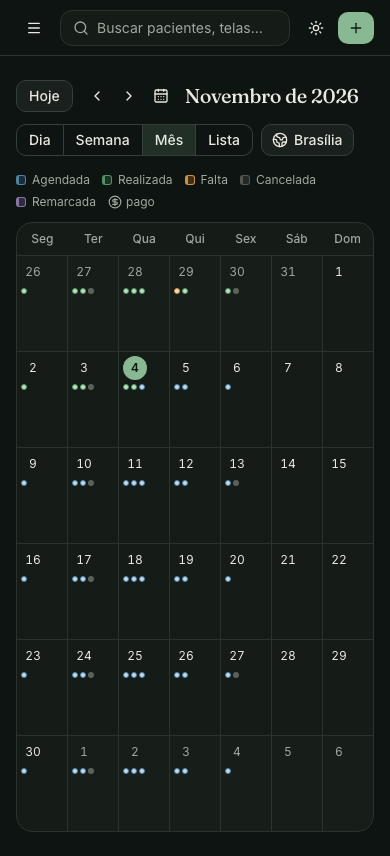 Buscar pacientes, telas...
Hoje Novembro de 2026
Dia Semana Mês Lista Brasília
Agendada Realizada Falta Cancelada
Remarcada pago
Seg Ter Qua Qui Sex Sáb Dom
26 27 28 29 30 31 1
2 3 4 5 6 7 8
9 10 11 12 13 14 15
16 17 18 19 20 21 22
23 24 25 26 27 28 29
30 1 2 3 4 5 6